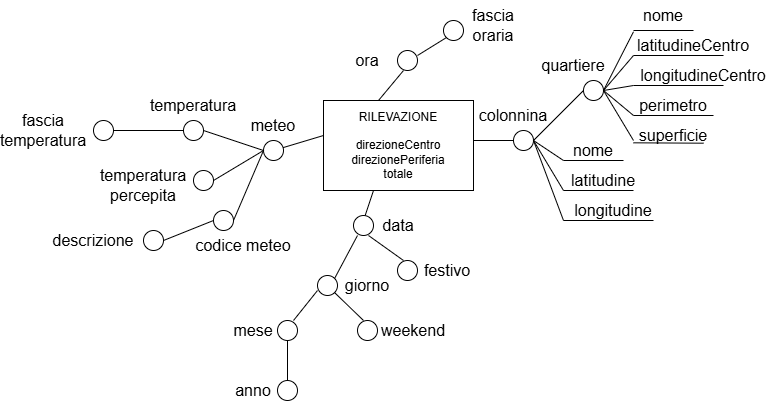 fascia
oraria
nome
ora
latitudineCentro
quartiere
longitudineCentro
fascia
temperatura
temperatura
meteo
RILEVAZIONE
direzioneCentro
direzionePeriferia
totale
colonnina
perimetro
superficie
nome
temperatura
percepita
latitudine
longitudine
descrizione
codice meteo
data
festivo
giorno
mese
weekend
anno